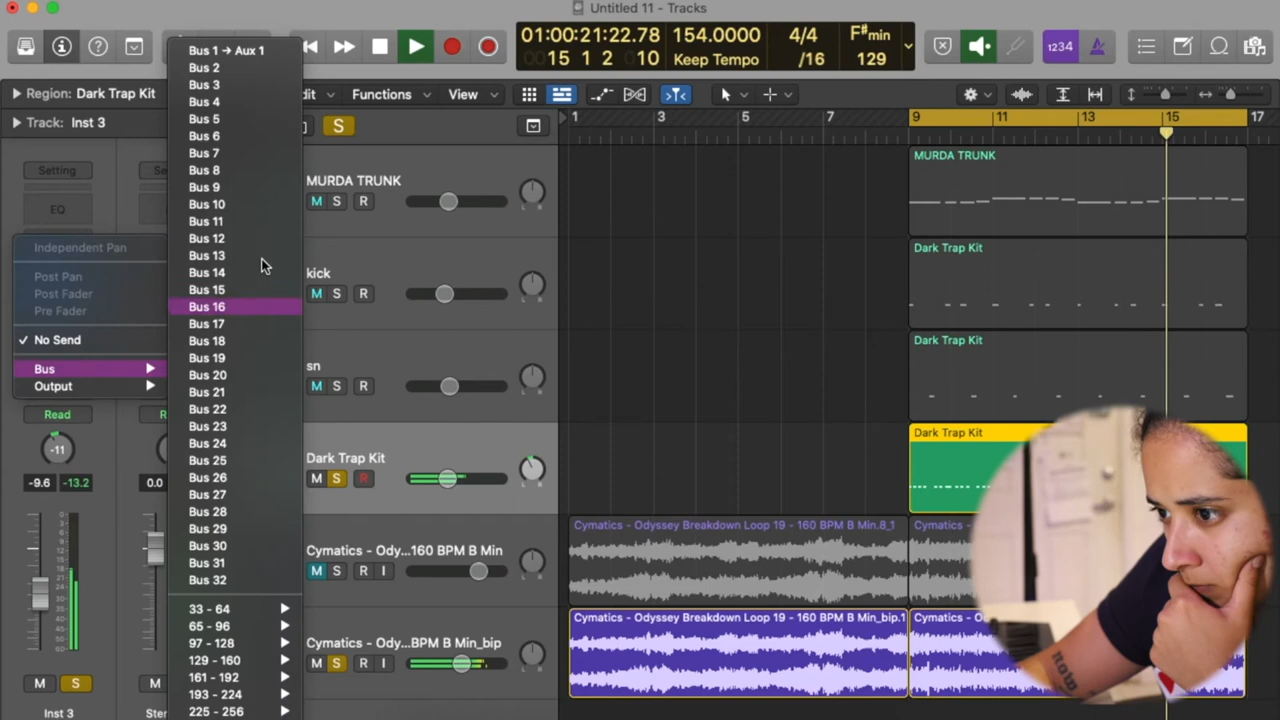 Untitled 11 - Tracks
01:00:21:22.78
15 1 2 010
154.0000
Keep Tempo
4/4
/16
F#min
129
1234
Region: Dark Trap Kit
Track: Inst 3
dit
Functions
View
S
1 3 5 7 9 11 13 15 17
Setting
Se
EQ
Independent Pan
Post Pan
Post Fader
Pre Fader
✓ No Send
Bus
Output
Bus 1 → Aux 1
Bus 2
Bus 3
Bus 4
Bus 5
Bus 6
Bus 7
Bus 8
Bus 9
Bus 10
Bus 11
Bus 12
Bus 13
Bus 14
Bus 15
Bus 16
Bus 17
Bus 18
Bus 19
Bus 20
Bus 21
Bus 22
Bus 23
Bus 24
Bus 25
Bus 26
Bus 27
Bus 28
Bus 29
Bus 30
Bus 31
Bus 32
33 - 64
65 - 96
97 - 128
129 - 160
161 - 192
193 - 224
225 - 256
Read
R
-11
-9.6 -13.2
0.0
M S
M
Inst 3
Ster
MURDA TRUNK
M S R
kick
M S R
sn
M S R
Dark Trap Kit
M S R
Cymatics - Ody...160 BPM B Min
M S R I
Cymatics - Ody...BPM B Min_bip
M S R I
MURDA TRUNK
Dark Trap Kit
Dark Trap Kit
Dark Trap Kit
Cymatics - Odyssey Breakdown Loop 19 - 160 BPM B Min.8_1
Cymatics - Od
Cymatics - Odyssey Breakdown Loop 19 - 160 BPM B Min_bip.1
Cymatics - O